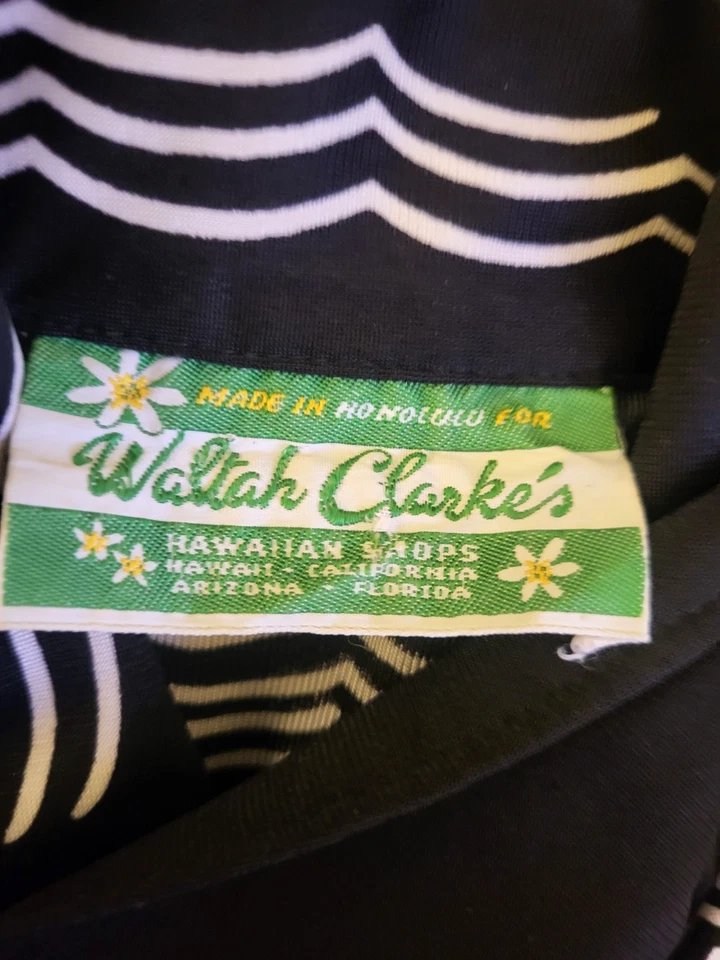 MADE IN HONOLULU FOR
Waltah Clarke's
HAWAIIAN SHOPS
HAWAII - CALIFORNIA
ARIZONA - FLORIDA